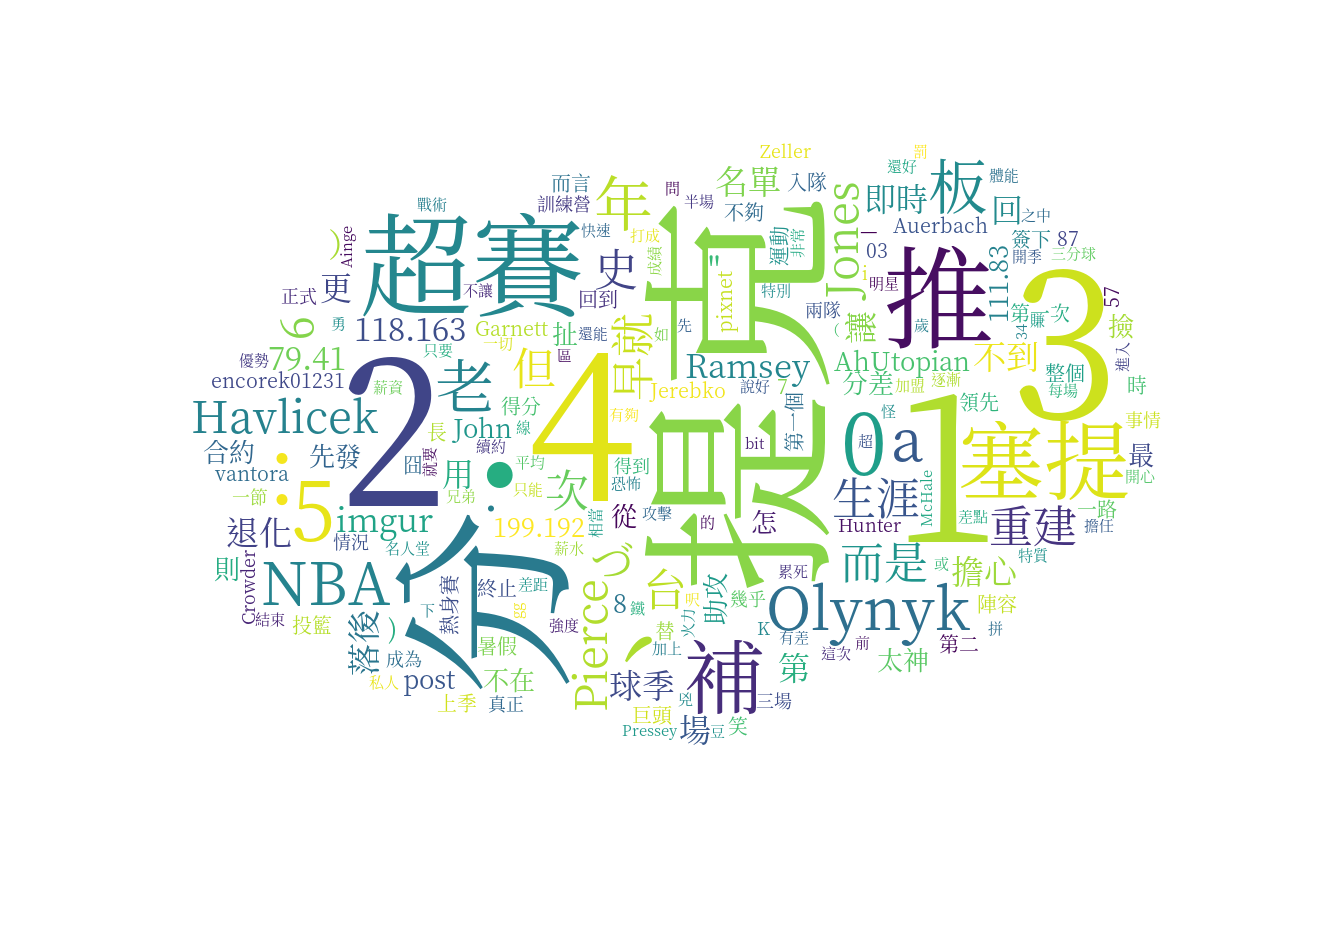 Zeller
罰
還好
體能
而言
問
名單
入隊
板
戰術
訓練營
年
半場
不夠
即時
回
之中
超賽
快速
打成
Jones
Auerbach
簽下
87
)
Ainge
史
成績
"
運動
非常
一
03
開季
三分球
更
不讓
回到
克
特別
i
明星
推
111.83
3
57
正式
pixnet
兩隊
讓
第一次
撿
6
勇
118.163
Garnett
扯
還能
就
如
先
(
歲
34
賺
79.41
優勢
只要
一切
區
早
Ramsey
AhUtopian
不到
整個
進入
encorek01231
薪資
老
但
4
Jerebko
說好
7
分差
加盟
逐漸
每場
時
2
Havlicek
得分
有夠
第一個
怪
領先
1
事情
長
John
線
0
a
塞提
合約
先發
囧
就要
續約
bit
超
最
vantora
:
用
平均
得到
提
McHale
開心
一節
5
兄弟
•
只能
次
恐怖
生涯
一路
imgur
.
從
攻擊
的
怎
Hunter
差點
重建
擔任
退化
情況
199.192
相當
名人堂
薪水
づ
而是
特質
則
Crowder
NBA
今
熱身賽
終止
差距
Pierce
台
助攻
累死
或
擔心
8
鐵
呎
幾乎
Olynyk
陣容
結束
投籃
下
gg
強度
火力
替
K
拼
落後
)
暑假
、
加上
有差
前
第二
成為
補
第
這次
太神
私人
post
不在
球季
上季
真正
兇
三場
巨頭
Pressey
場
豆
笑